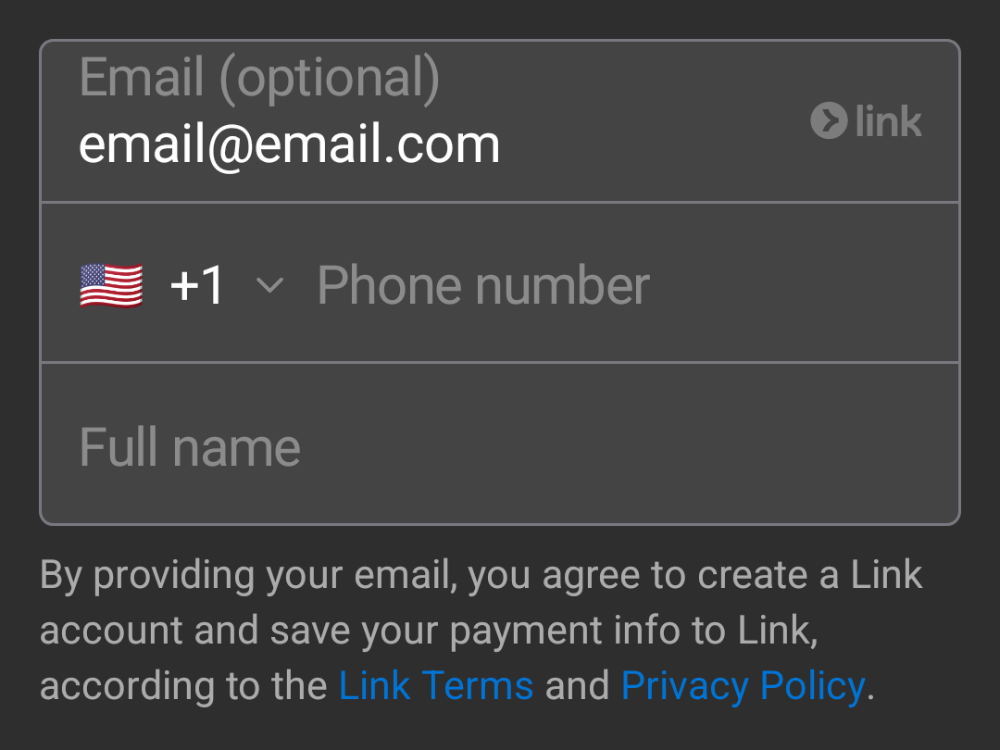 Email (optional)
email@email.com
link
+1 Phone number
Full name
By providing your email, you agree to create a Link
account and save your payment info to Link,
according to the Link Terms and Privacy Policy.